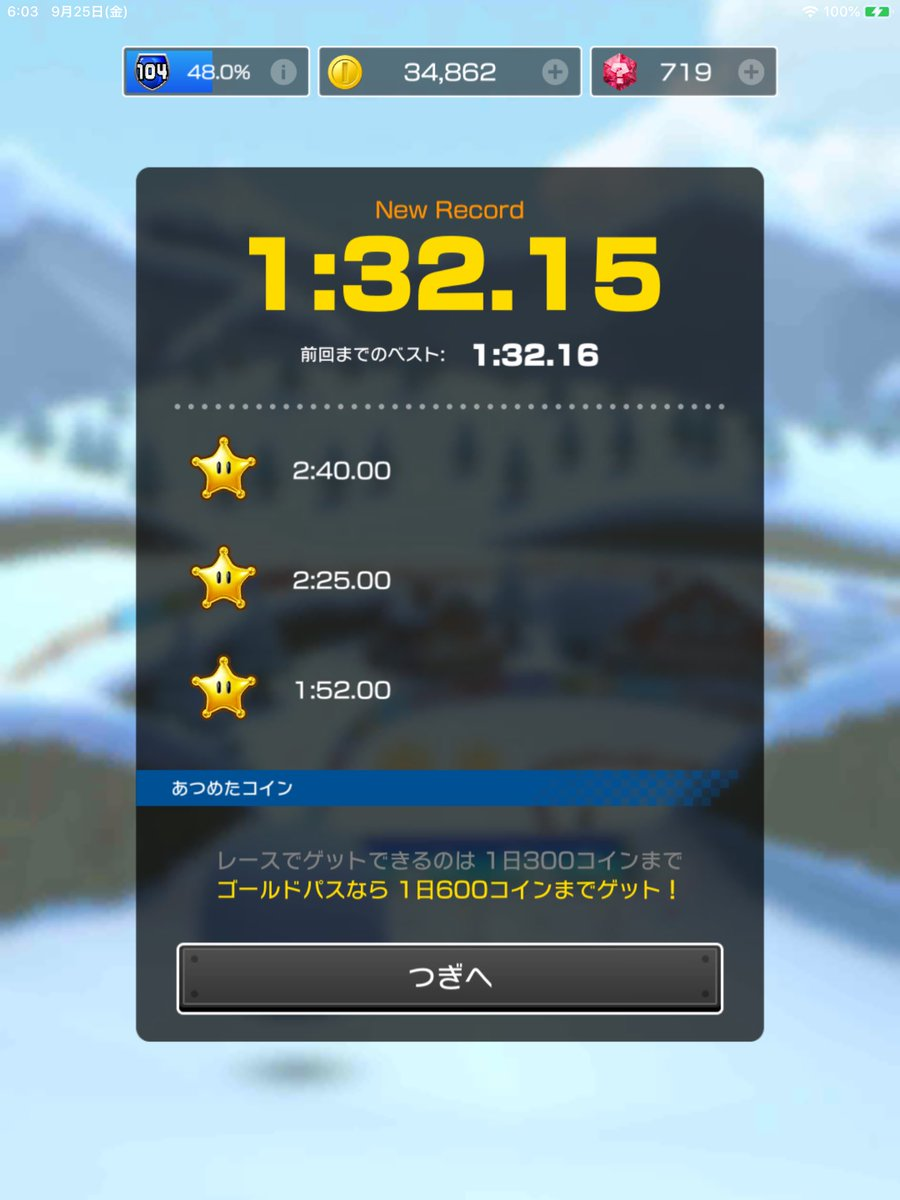 6:03 9月25日(金) 100%
104 48.0% i 34,862 719
New Record
1:32.15
前回までのベスト: 1:32.16
2:40.00
2:25.00
1:52.00
あつめたコイン
レースでゲットできるのは 1日300コインまで
ゴールドパスなら 1日600コインまでゲット!
つぎへ